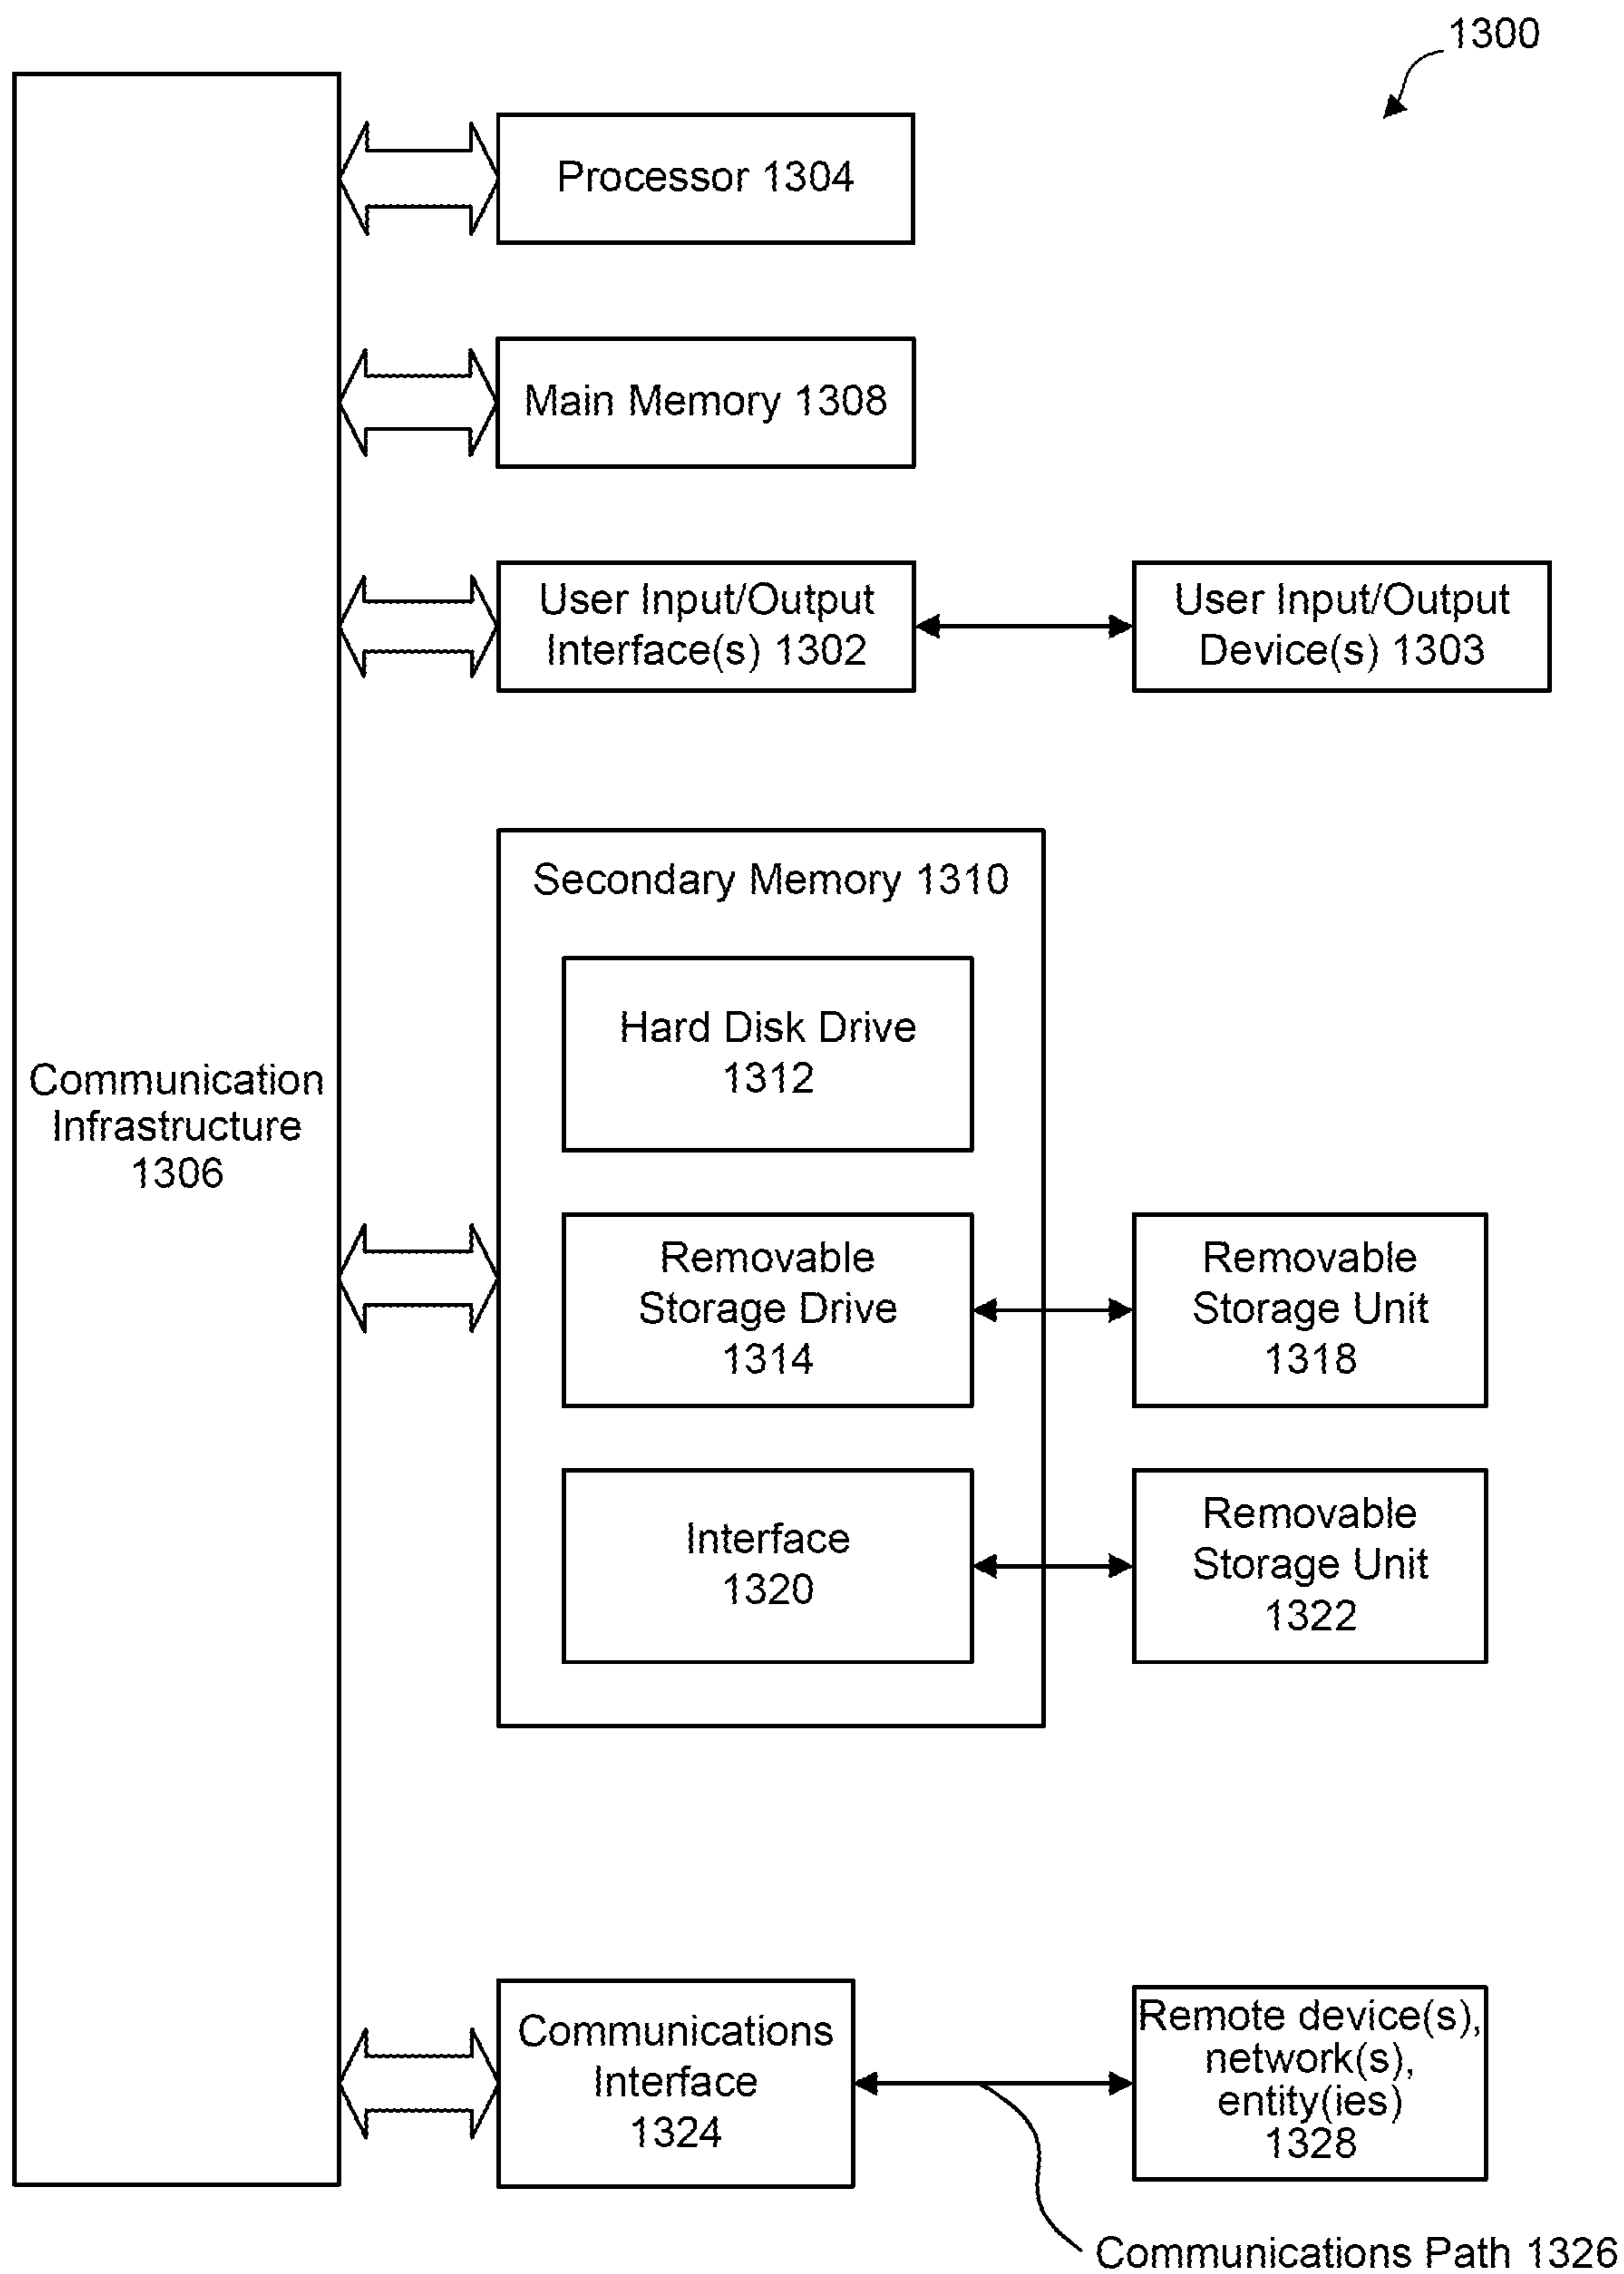 1300
Processor 1304
Main Memory 1308
User Input/Output
Interface(s) 1302
User Input/Output
Device(s) 1303
Secondary Memory 1310
Hard Disk Drive
1312
Communication
Infrastructure
1306
Removable
Storage Drive
1314
Removable
Storage Unit
1318
Interface
1320
Removable
Storage Unit
1322
Communications
Interface
1324
Remote device(s),
network(s),
entity(ies)
1328
Communications Path 1326